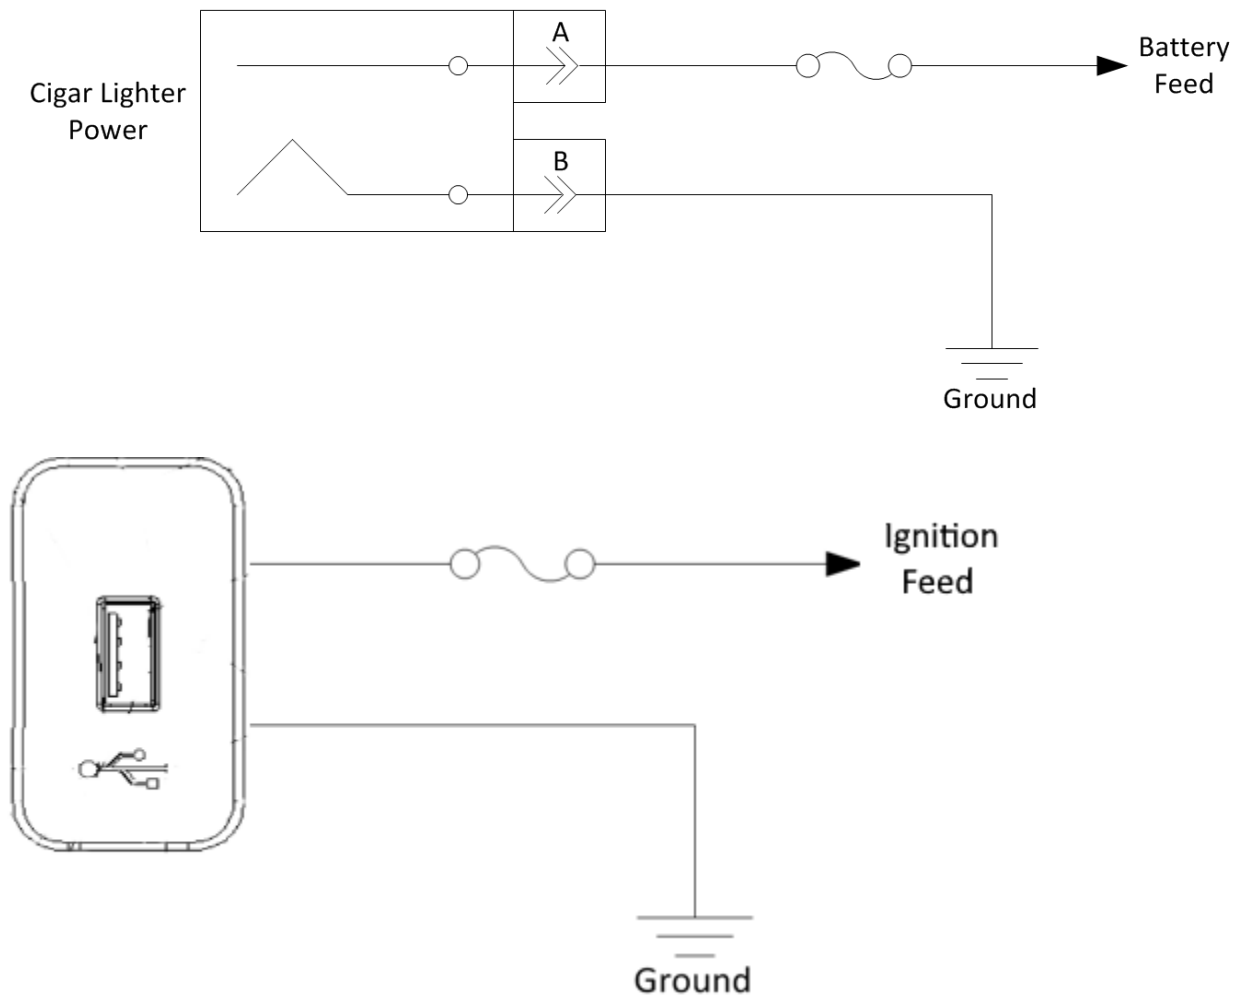 Cigar Lighter
Power
A
Battery
Feed
B
Ground
Ignition
Feed
Ground